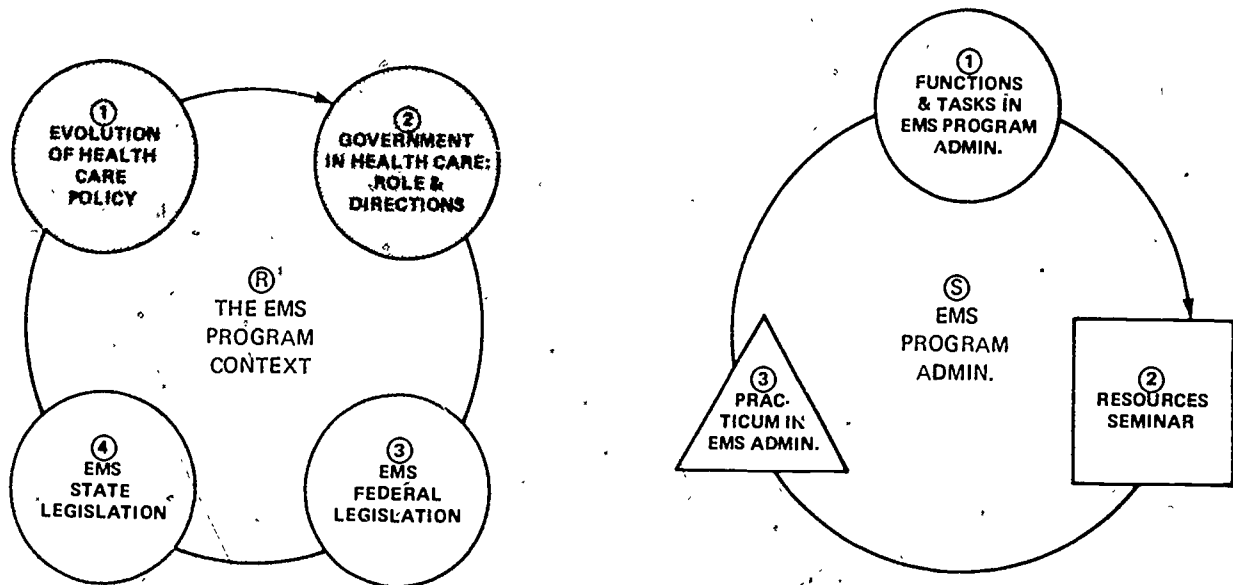 ①
EVOLUTION
OF HEALTH
CARE
POLICY
②
GOVERNMENT
IN HEALTH CARE:
ROLE &
DIRECTIONS
Ⓡ
THE EMS
PROGRAM
CONTEXT
④
EMS
STATE
LEGISLATION
③
EMS
FEDERAL
LEGISLATION
①
FUNCTIONS
& TASKS IN
EMS PROGRAM
ADMIN.
Ⓢ
EMS
PROGRAM
ADMIN.
③
PRAC-
TICUM IN
EMS ADMIN.
②
RESOURCES
SEMINAR